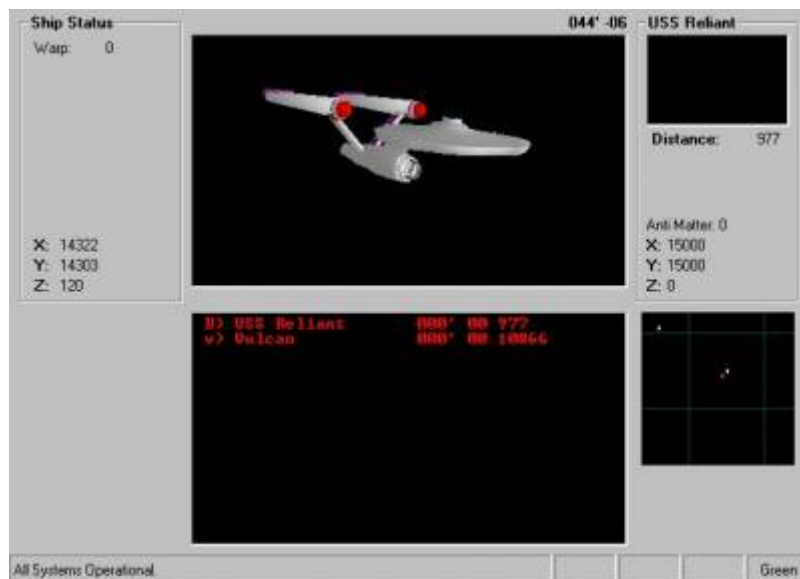 Ship Status
Warp: 0
X: 14322
Y: 14303
Z: 120
044' -06
USS Reliant
Distance: 977
Anti Matter: 0
X: 15000
Y: 15000
Z: 0
USS Reliant 000' 00 977
v> Vulcan 000' 00 10866
All Systems Operational.
Green